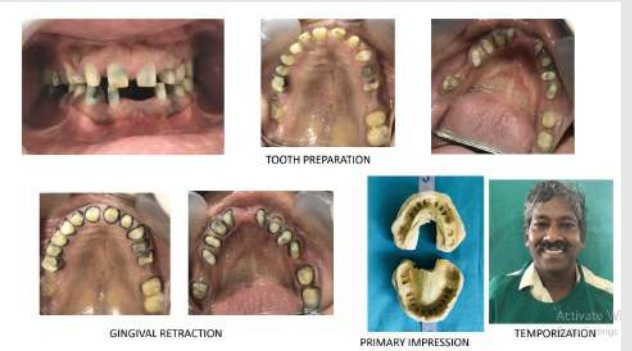 TOOTH PREPARATION
GINGIVAL RETRACTION
PRIMARY IMPRESSION
TEMPORIZATION
Activate